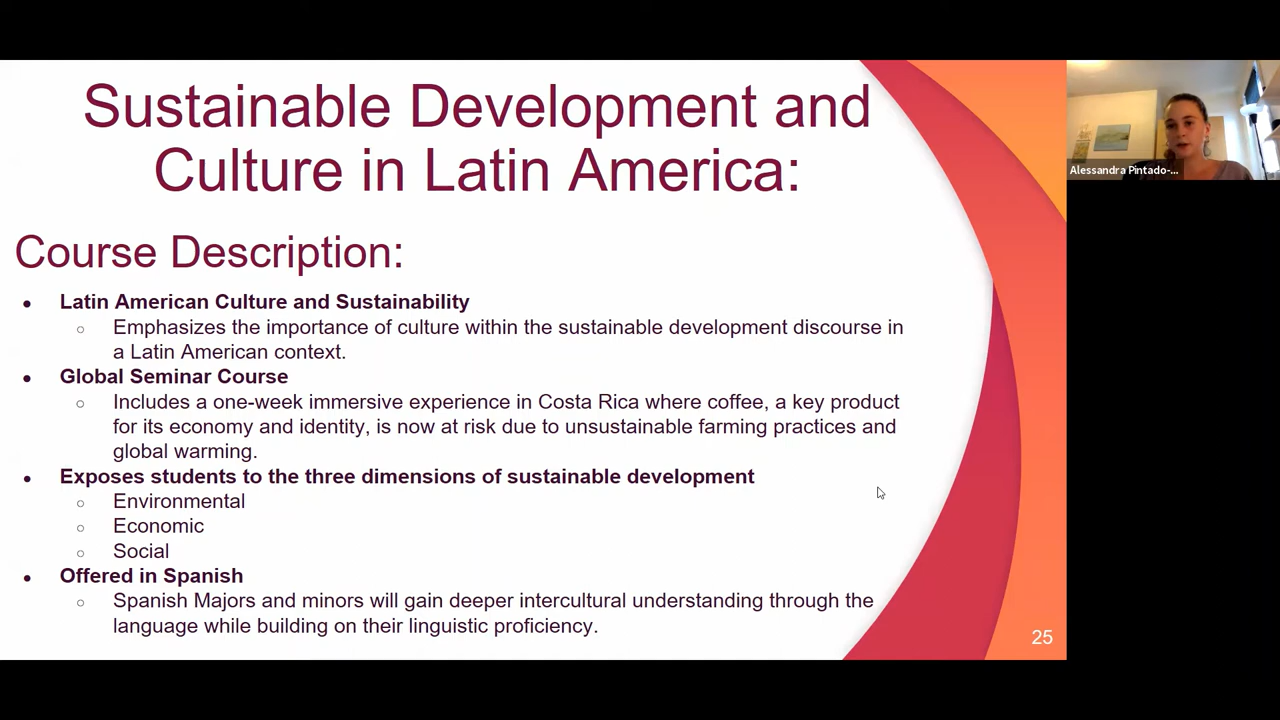 Sustainable Development and
Culture in Latin America:
Alessandra Pintado-...
Course Description:
● Latin American Culture and Sustainability
○ Emphasizes the importance of culture within the sustainable development discourse in
a Latin American context.
● Global Seminar Course
○ Includes a one-week immersive experience in Costa Rica where coffee, a key product
for its economy and identity, is now at risk due to unsustainable farming practices and
global warming.
● Exposes students to the three dimensions of sustainable development
○ Environmental
○ Economic
○ Social
● Offered in Spanish
○ Spanish Majors and minors will gain deeper intercultural understanding through the
language while building on their linguistic proficiency.
25